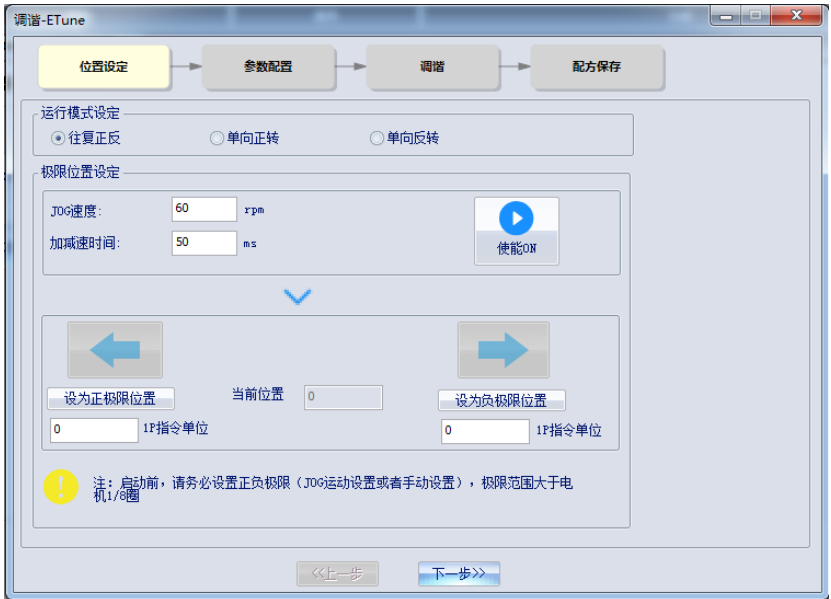 调谐-ETune
位置设定
参数配置
调谐
配方保存
运行模式设定
往复正反
单向正转
单向反转
极限位置设定
JOG速度:
60
rpm
加减速时间:
50
ms
使能ON
设为正极限位置
当前位置
0
设为负极限位置
0
1P指令单位
0
1P指令单位
注：启动前，请务必设置正负极限（JOG运动设置或者手动设置），极限范围大于电
机1/8圈
<<上一步
下一步>>